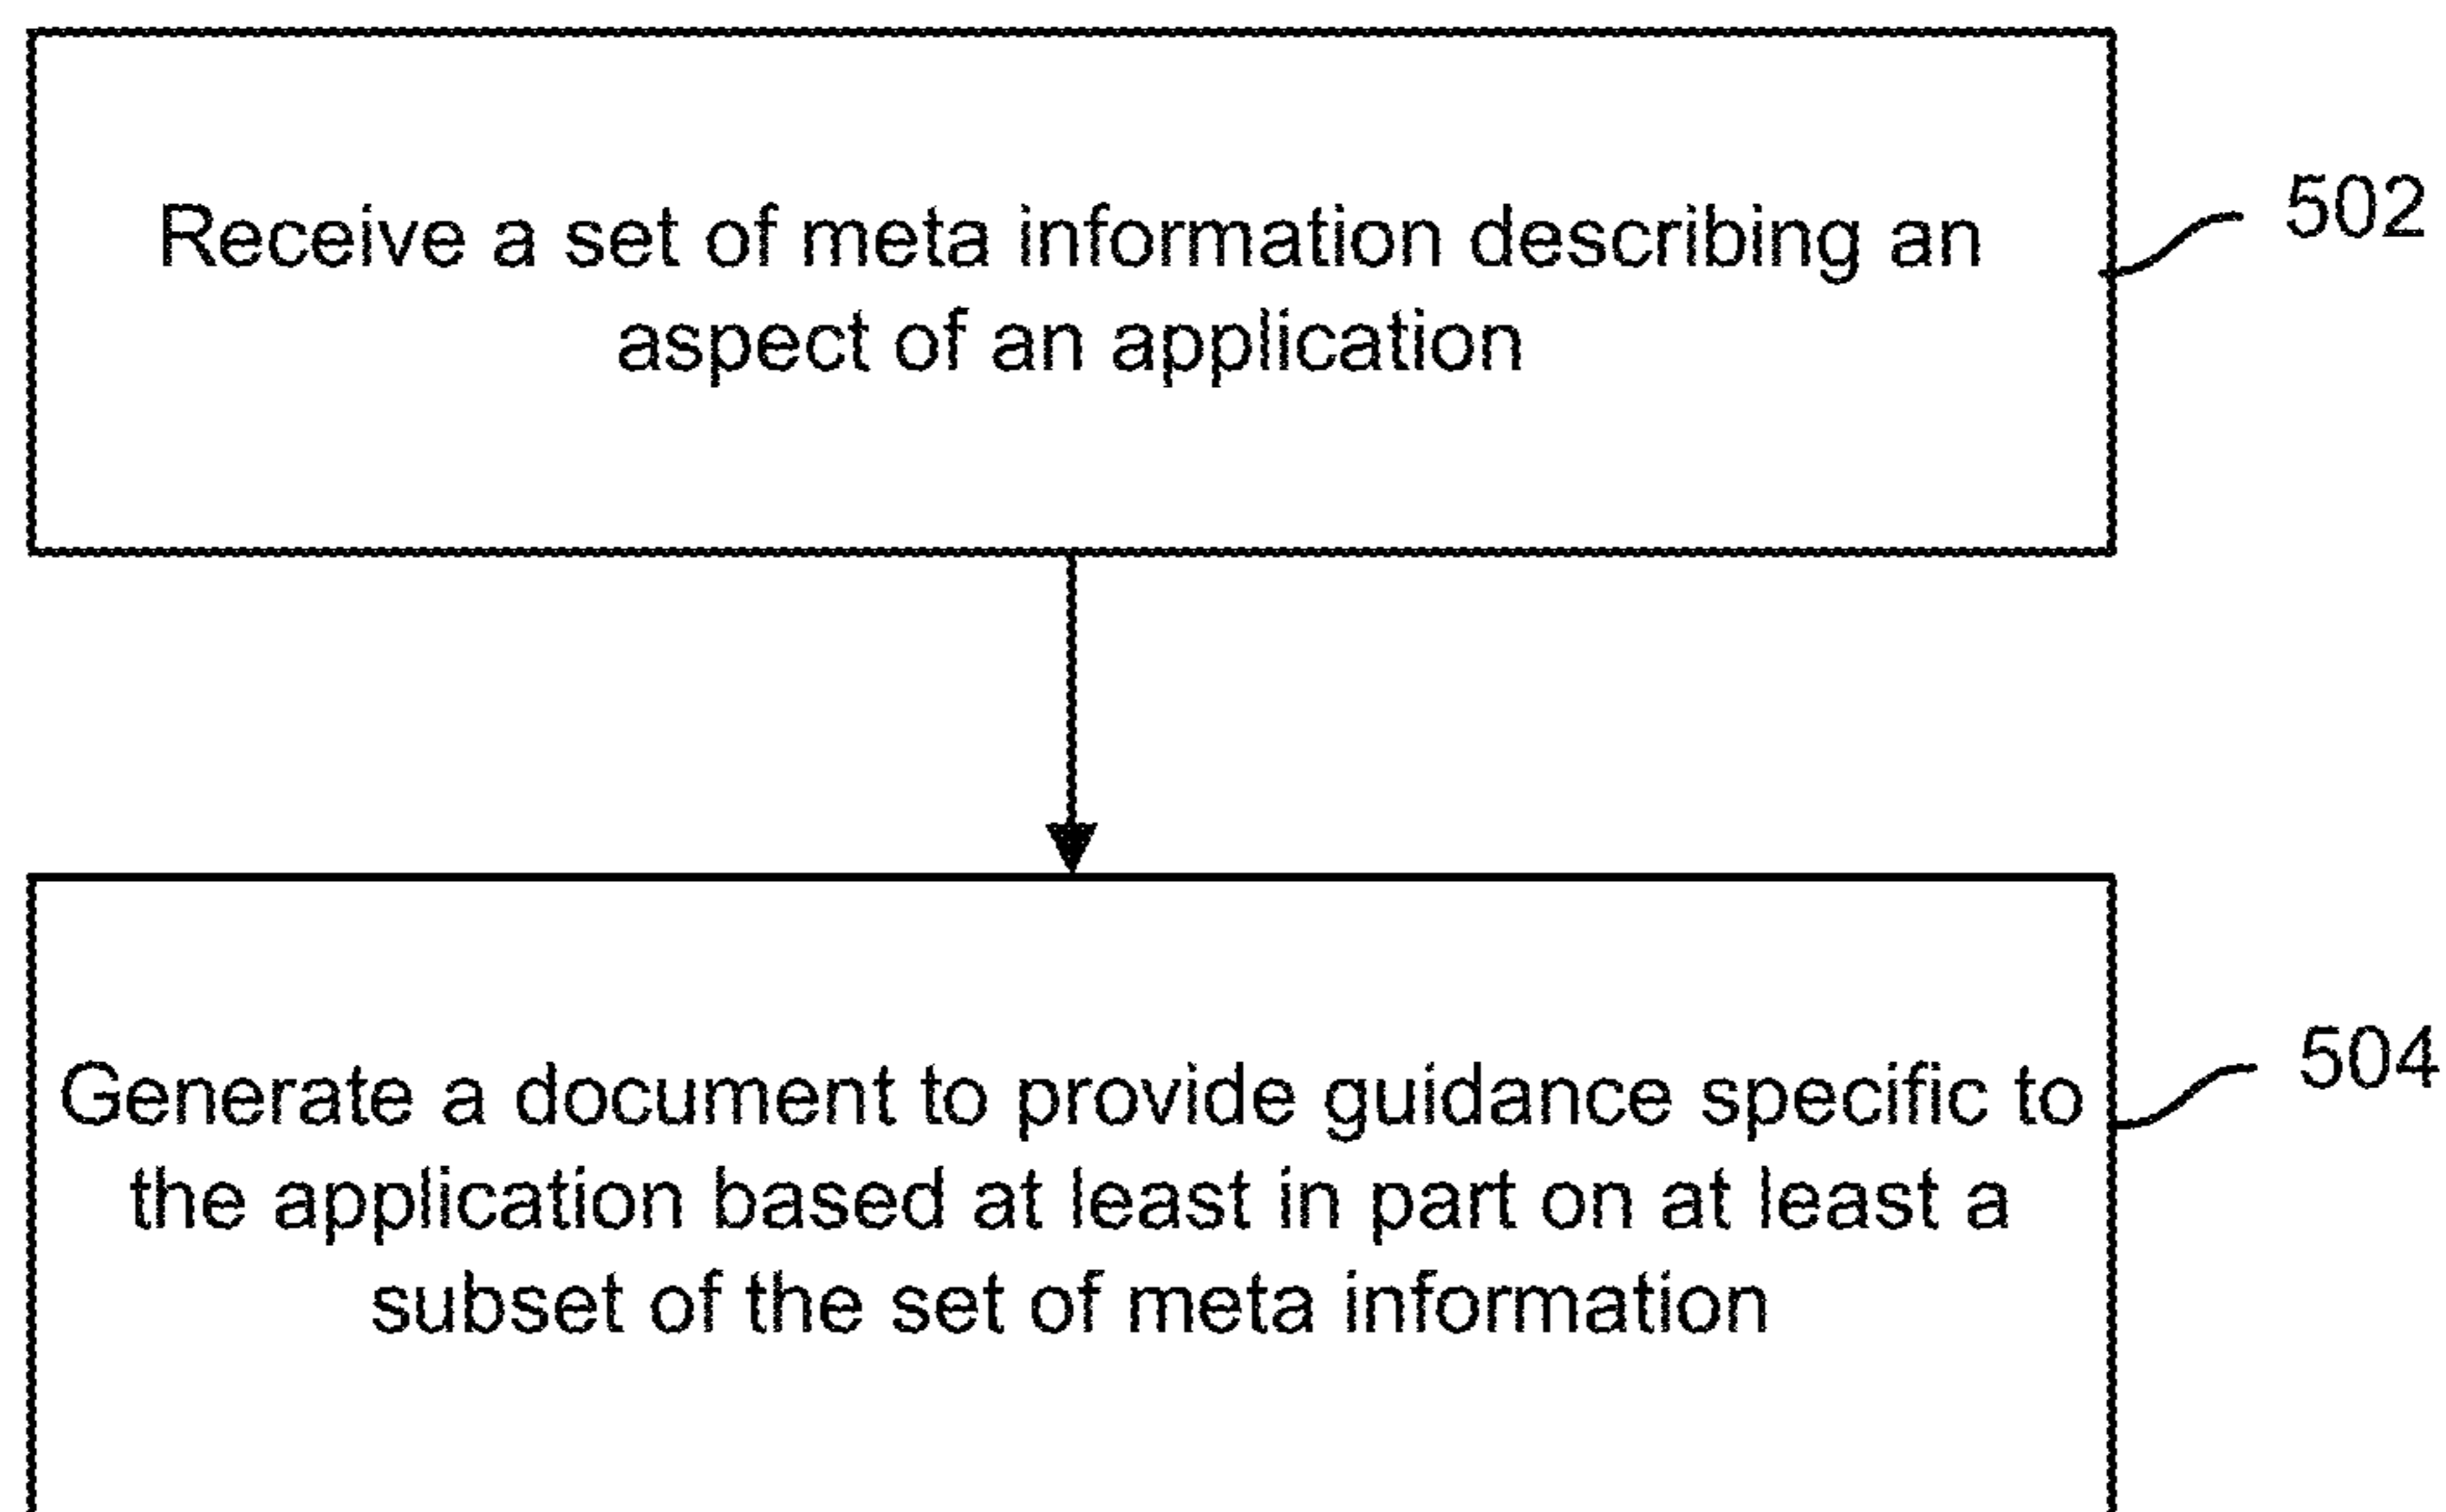 Receive a set of meta information describing an
aspect of an application
502
Generate a document to provide guidance specific to
the application based at least in part on at least a
subset of the set of meta information
504